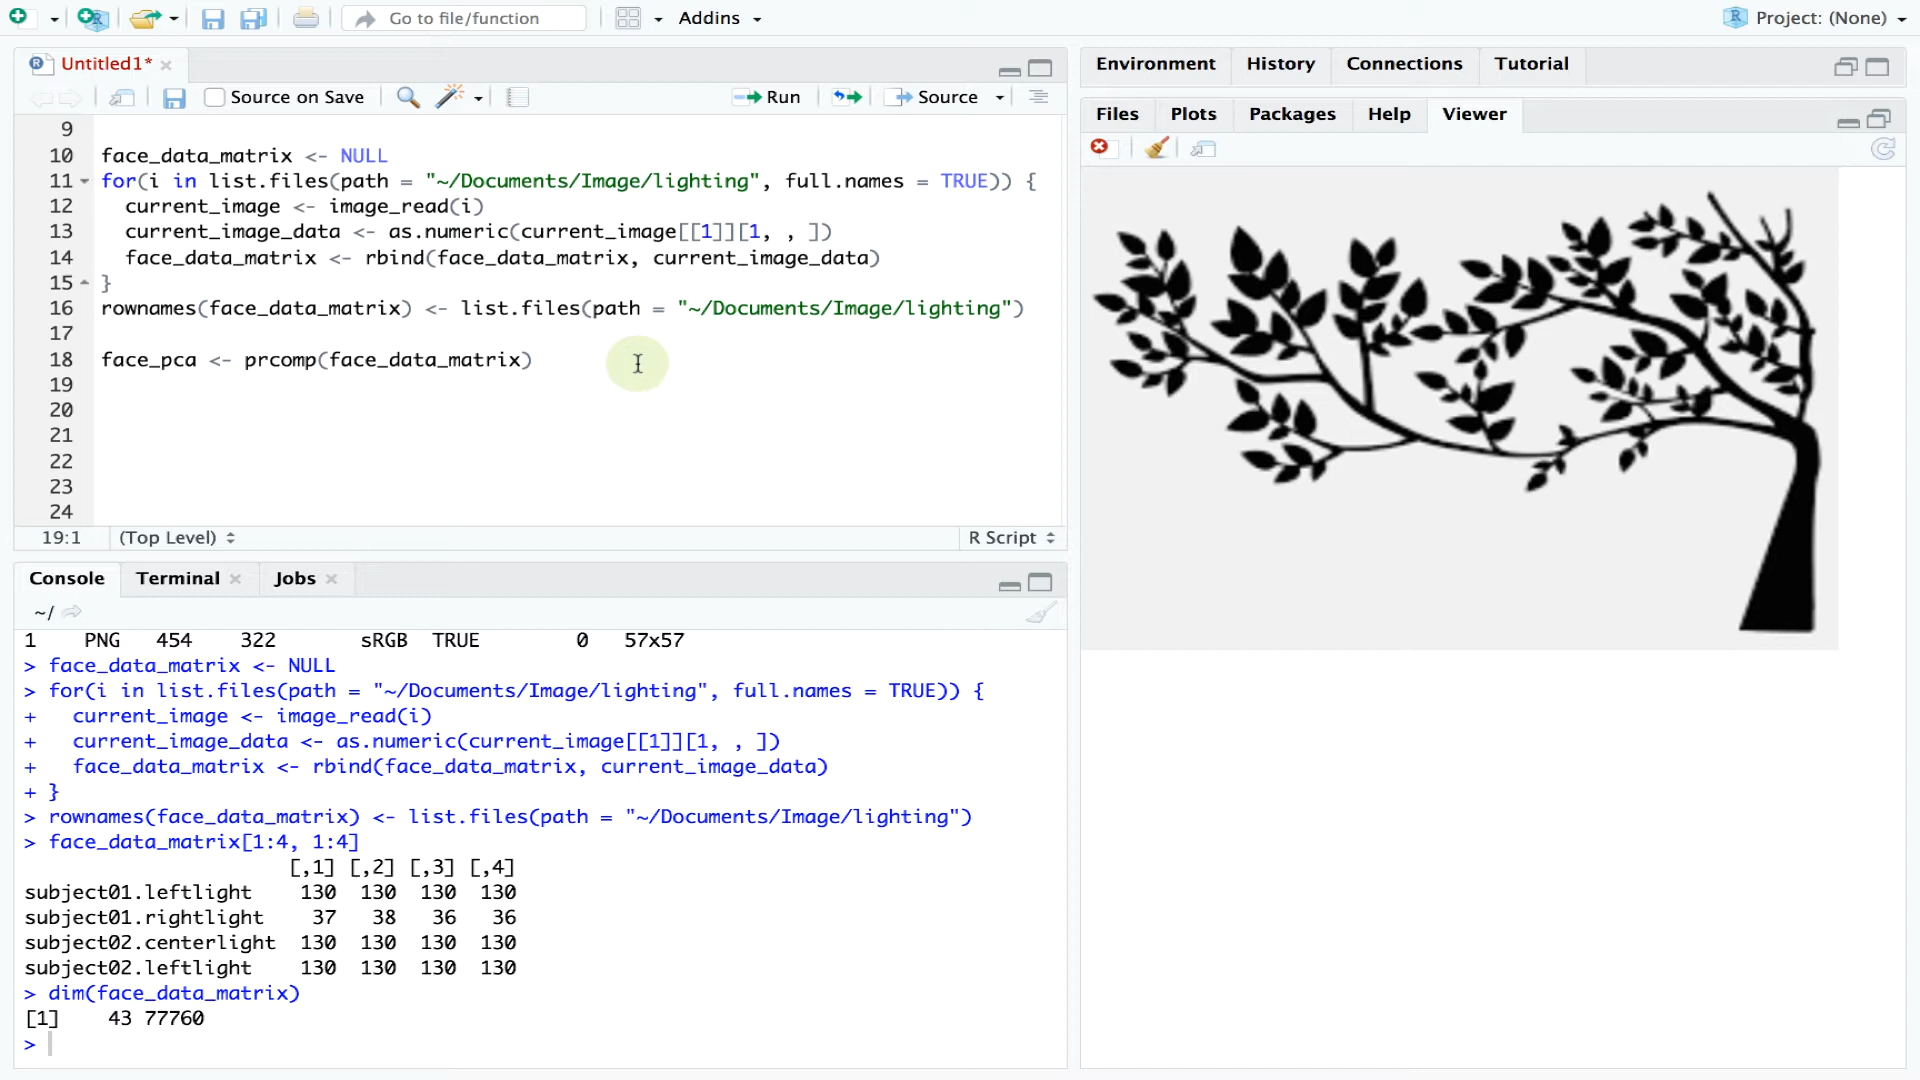 Go to file/function
Addins
Project: (None)
Untitled1*
Source on Save
Run
Source
9
10 face_data_matrix <- NULL
11 for(i in list.files(path = "~/Documents/Image/lighting", full.names = TRUE)) {
12 current_image <- image_read(i)
13 current_image_data <- as.numeric(current_image[[1]][1, , ])
14 face_data_matrix <- rbind(face_data_matrix, current_image_data)
15 }
16 rownames(face_data_matrix) <- list.files(path = "~/Documents/Image/lighting")
17
18 face_pca <- prcomp(face_data_matrix)
19
20
21
22
23
24
19:1 (Top Level) R Script
Console Terminal Jobs
~/
1 PNG 454 322 sRGB TRUE 0 57x57
> face_data_matrix <- NULL
> for(i in list.files(path = "~/Documents/Image/lighting", full.names = TRUE)) {
+ current_image <- image_read(i)
+ current_image_data <- as.numeric(current_image[[1]][1, , ])
+ face_data_matrix <- rbind(face_data_matrix, current_image_data)
+ }
> rownames(face_data_matrix) <- list.files(path = "~/Documents/Image/lighting")
> face_data_matrix[1:4, 1:4]
[,1] [,2] [,3] [,4]
subject01.leftlight 130 130 130 130
subject01.rightlight 37 38 36 36
subject02.centerlight 130 130 130 130
subject02.leftlight 130 130 130 130
> dim(face_data_matrix)
[1] 43 77760
>
Environment History Connections Tutorial
Files Plots Packages Help Viewer